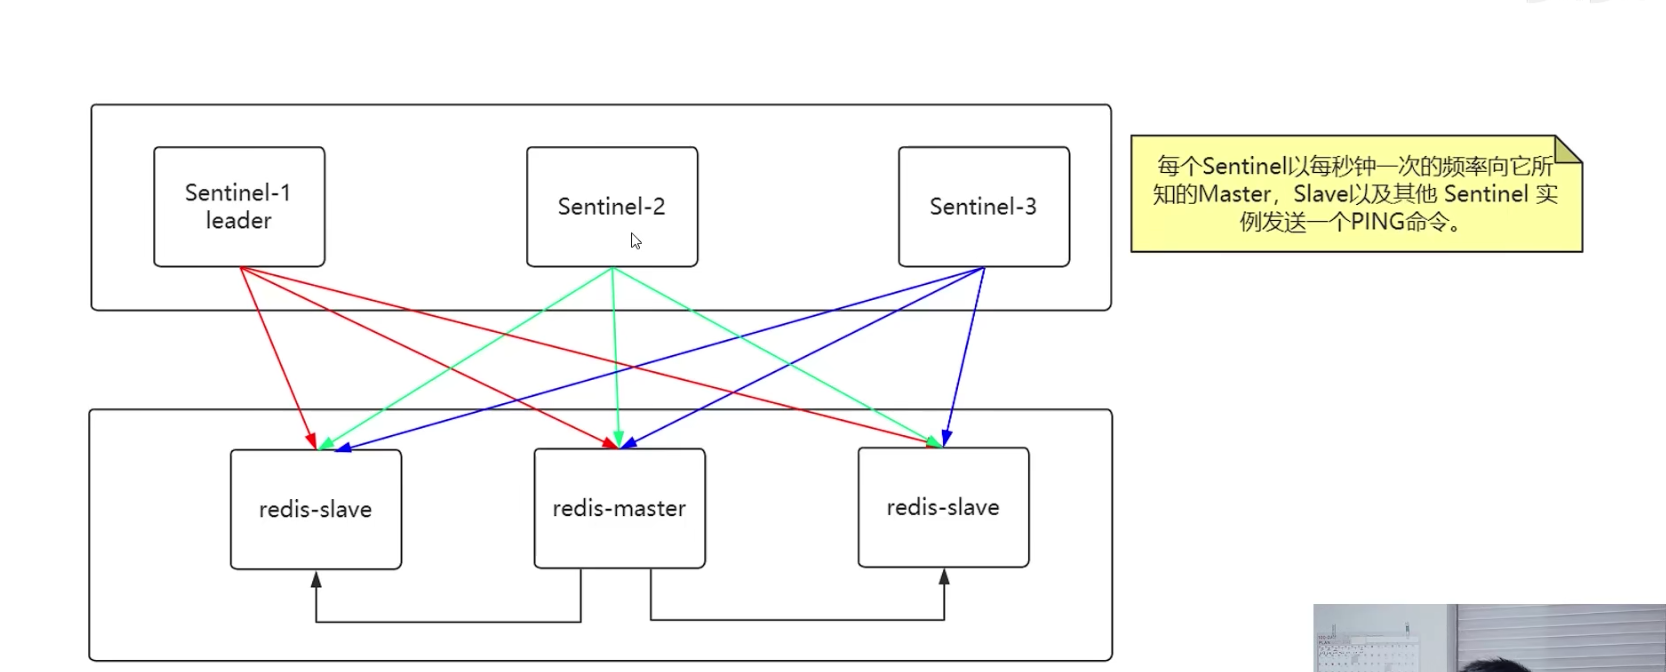 Sentinel-1
leader
Sentinel-2
Sentinel-3
每个Sentinel以每秒钟一次的频率向它所
知的Master，Slave以及其他 Sentinel 实
例发送一个PING命令。
redis-slave
redis-master
redis-slave